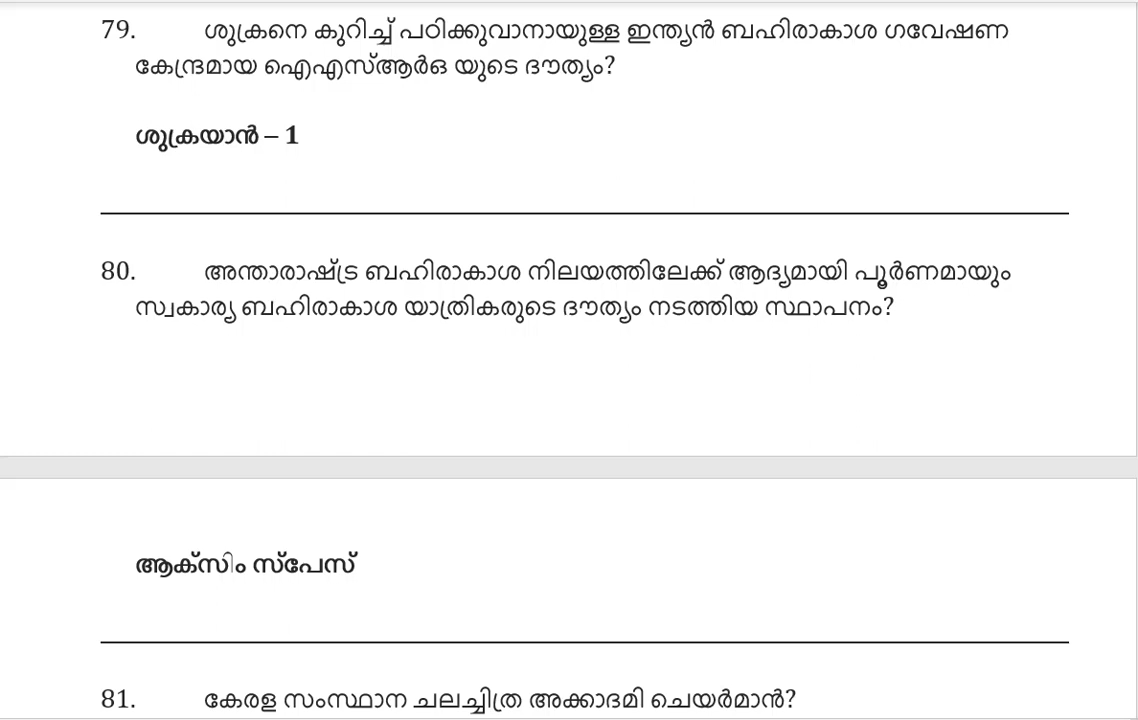 79. ശുക്രനെ കുറിച്ച് പഠിക്കുവാനായുള്ള ഇന്ത്യൻ ബഹിരാകാശ ഗവേഷണ
കേന്ദ്രമായ ഐഎസ്ആർഒ യുടെ ദൗത്യം?
ശുക്രയാൻ – 1
80. അന്താരാഷ്ട്ര ബഹിരാകാശ നിലയത്തിലേക്ക് ആദ്യമായി പൂർണമായും
സ്വകാര്യ ബഹിരാകാശ യാത്രികരുടെ ദൗത്യം നടത്തിയ സ്ഥാപനം?
ആക്സിം സ്പേസ്
81. കേരള സംസ്ഥാന ചലച്ചിത്ര അക്കാദമി ചെയർമാൻ?